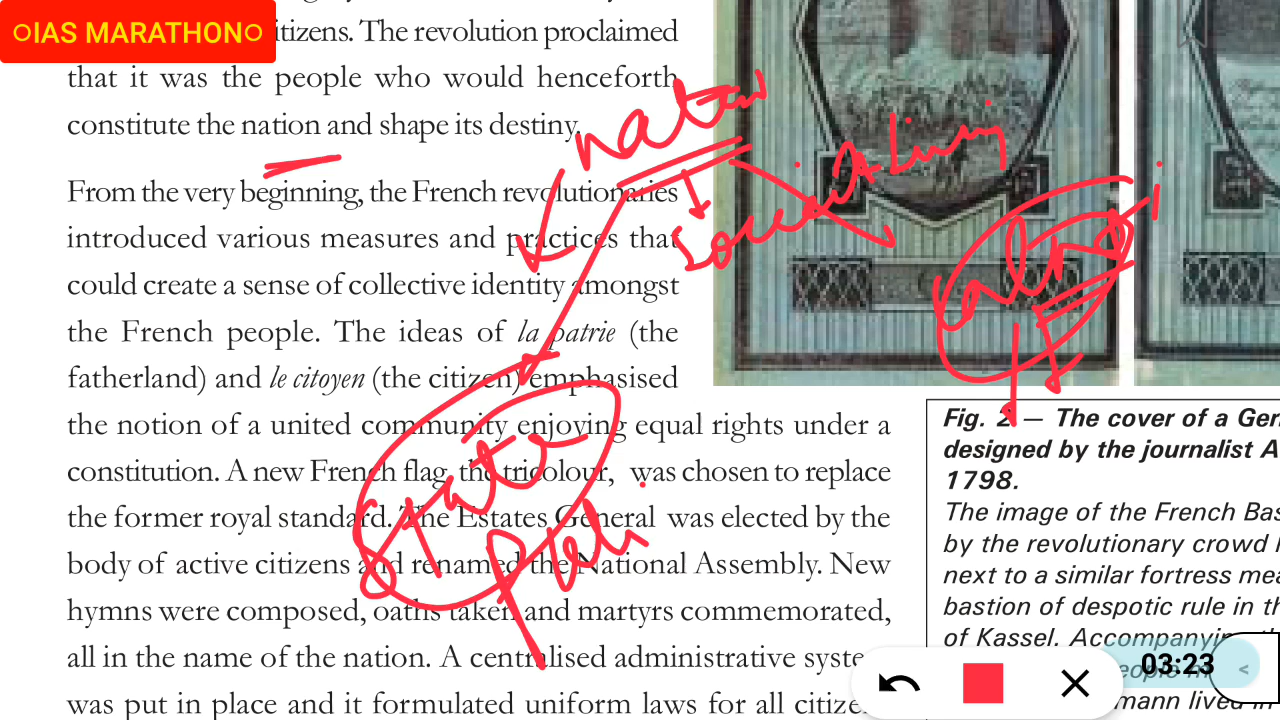 ○IAS MARATHON○
itizens. The revolution proclaimed
that it was the people who would henceforth
constitute the nation and shape its destiny.
From the very beginning, the French revolutionaries
introduced various measures and practices that
could create a sense of collective identity amongst
the French people. The ideas of la patrie (the
fatherland) and le citoyen (the citizen) emphasised
the notion of a united community enjoying equal rights under a
constitution. A new French flag, the tricolour, was chosen to replace
the former royal standard. The Estates General was elected by the
body of active citizens and renamed the National Assembly. New
hymns were composed, oaths taken and martyrs commemorated,
all in the name of the nation. A centralised administrative syste
was put in place and it formulated uniform laws for all citize
State
Fig. 2 — The cover of a Ger
designed by the journalist A
1798.
The image of the French Bas
by the revolutionary crowd
next to a similar fortress mea
bastion of despotic rule in th
of Kassel. Accompanyin
mann lived in
03:23
<